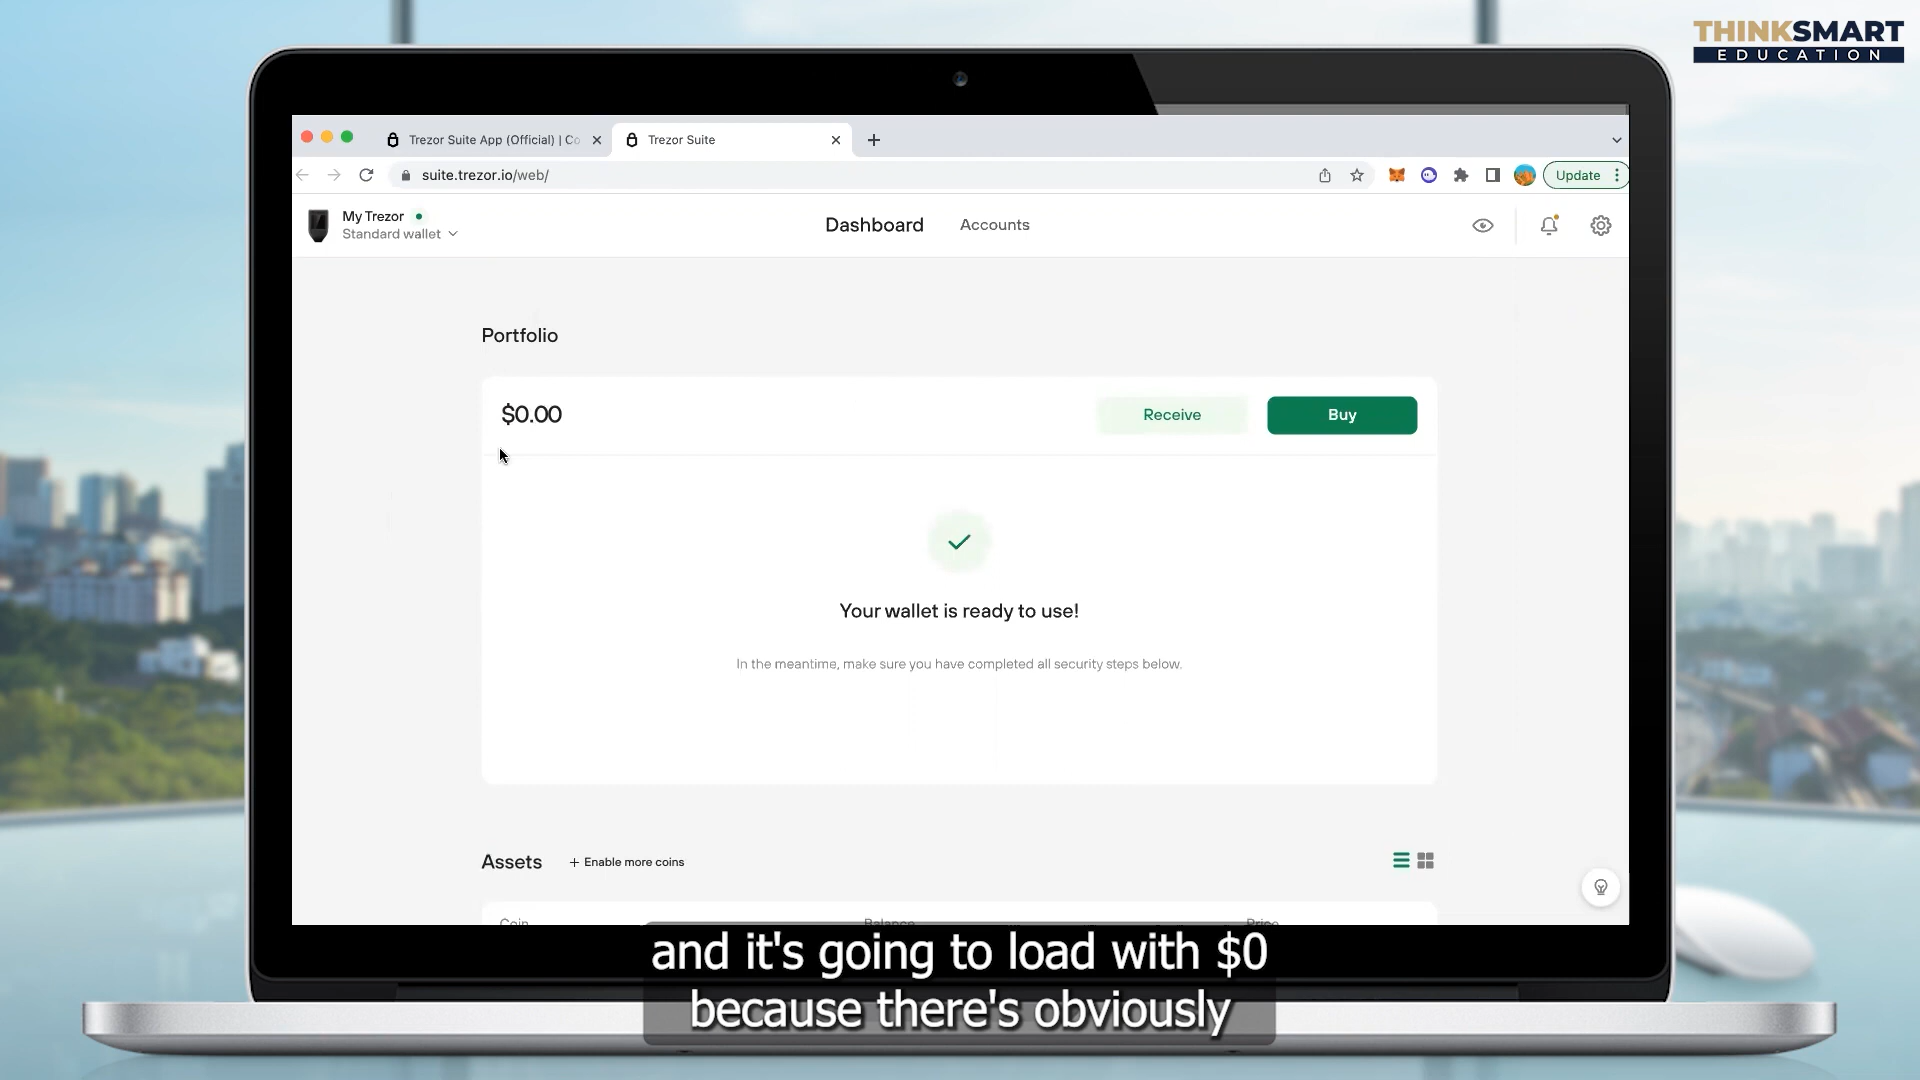 THINKSMART
EDUCATION
Trezor Suite App (Official) | Co
Trezor Suite
suite.trezor.io/web/
Update
My Trezor
Standard wallet
Dashboard
Accounts
Portfolio
$0.00
Receive
Buy
Your wallet is ready to use!
In the meantime, make sure you have completed all security steps below.
Assets
+ Enable more coins
Coin
Balance
Price
and it's going to load with $0
because there's obviously